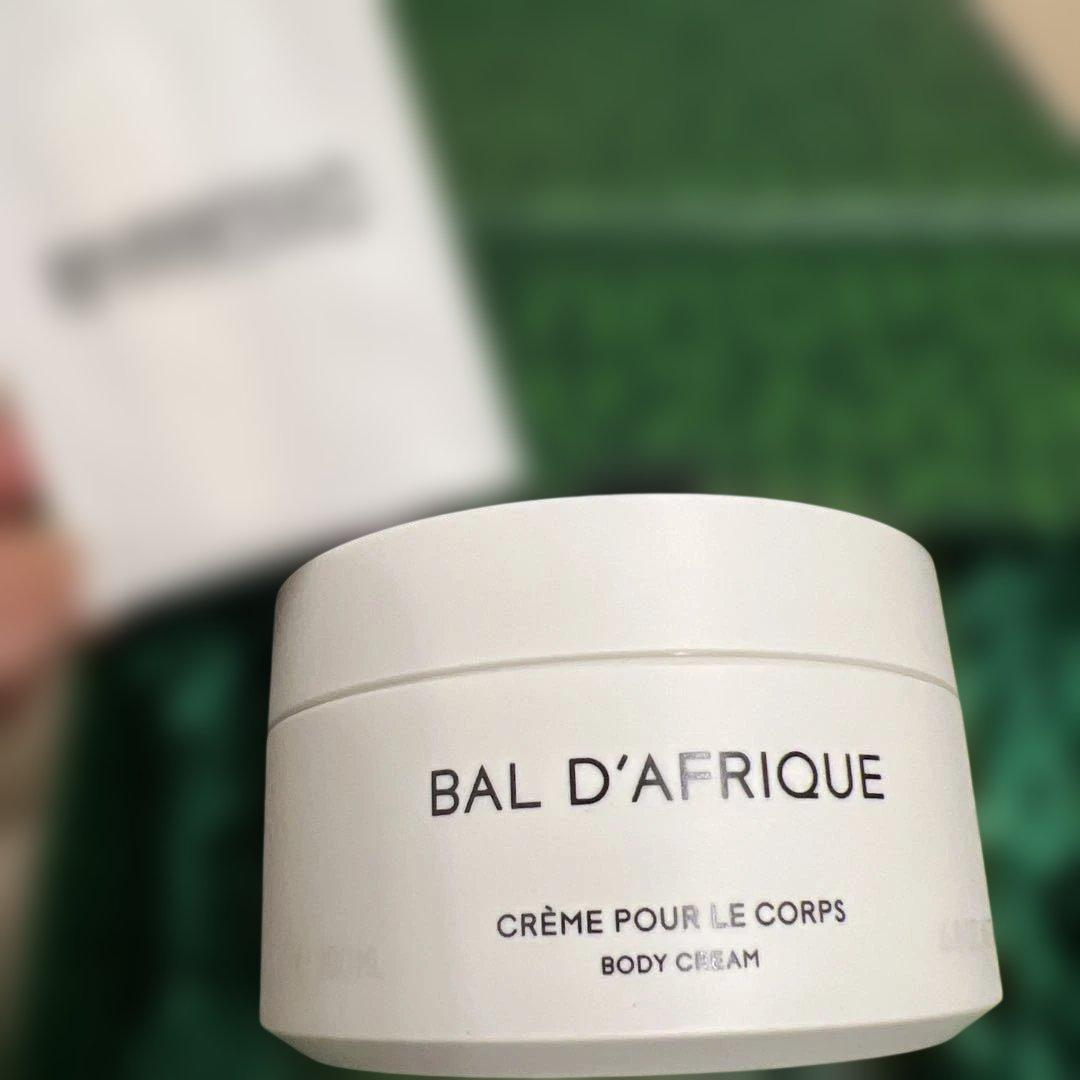 BAL D'AFRIQUE
CRÈME POUR LE CORPS
BODY CREAM